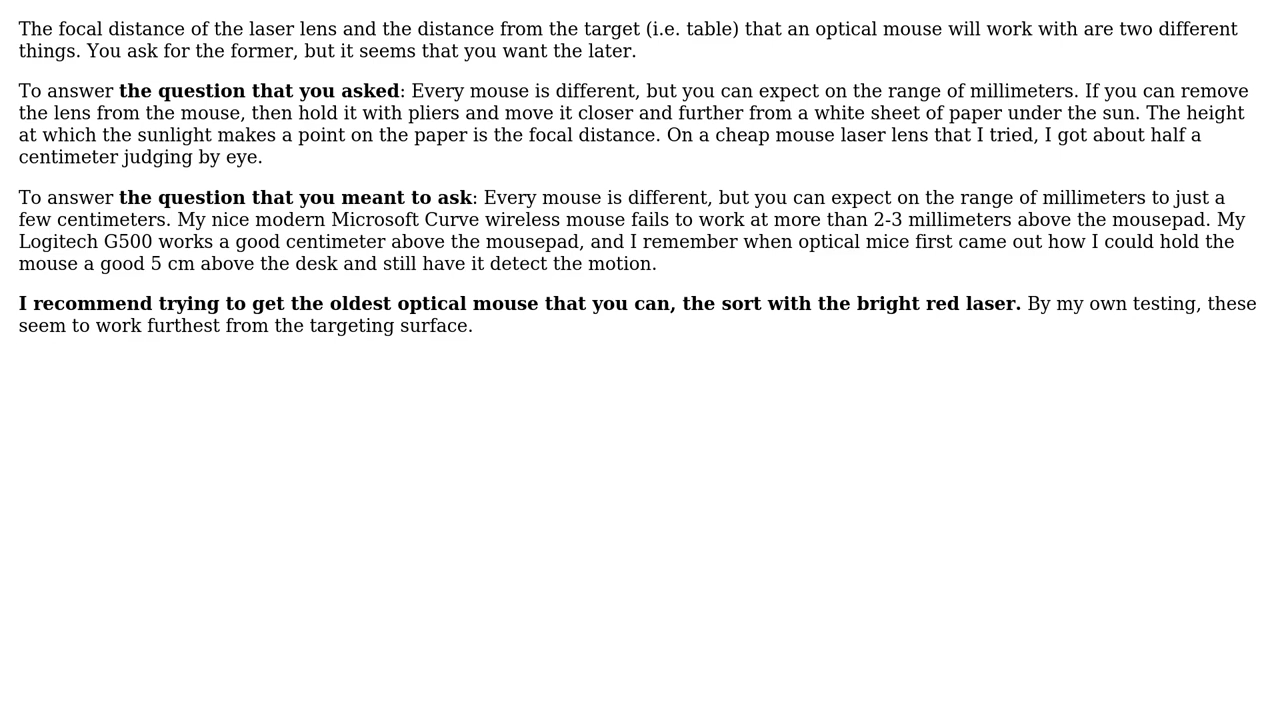 The focal distance of the laser lens and the distance from the target (i.e. table) that an optical mouse will work with are two different
things. You ask for the former, but it seems that you want the later.
To answer the question that you asked: Every mouse is different, but you can expect on the range of millimeters. If you can remove
the lens from the mouse, then hold it with pliers and move it closer and further from a white sheet of paper under the sun. The height
at which the sunlight makes a point on the paper is the focal distance. On a cheap mouse laser lens that I tried, I got about half a
centimeter judging by eye.
To answer the question that you meant to ask: Every mouse is different, but you can expect on the range of millimeters to just a
few centimeters. My nice modern Microsoft Curve wireless mouse fails to work at more than 2-3 millimeters above the mousepad. My
Logitech G500 works a good centimeter above the mousepad, and I remember when optical mice first came out how I could hold the
mouse a good 5 cm above the desk and still have it detect the motion.
I recommend trying to get the oldest optical mouse that you can, the sort with the bright red laser. By my own testing, these
seem to work furthest from the targeting surface.